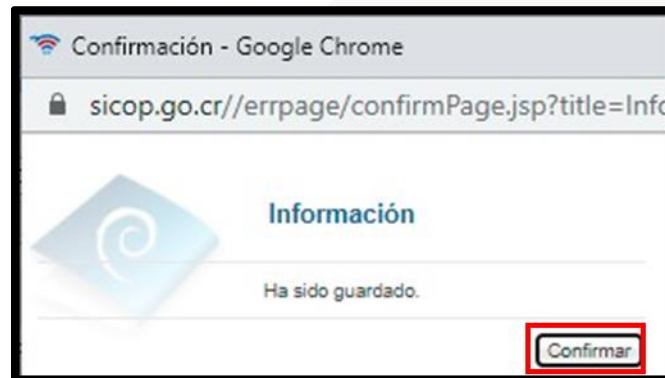 Confirmación - Google Chrome
sicop.go.cr//errpage/confirmPage.jsp?title=Info
Información
Ha sido guardado.
Confirmar